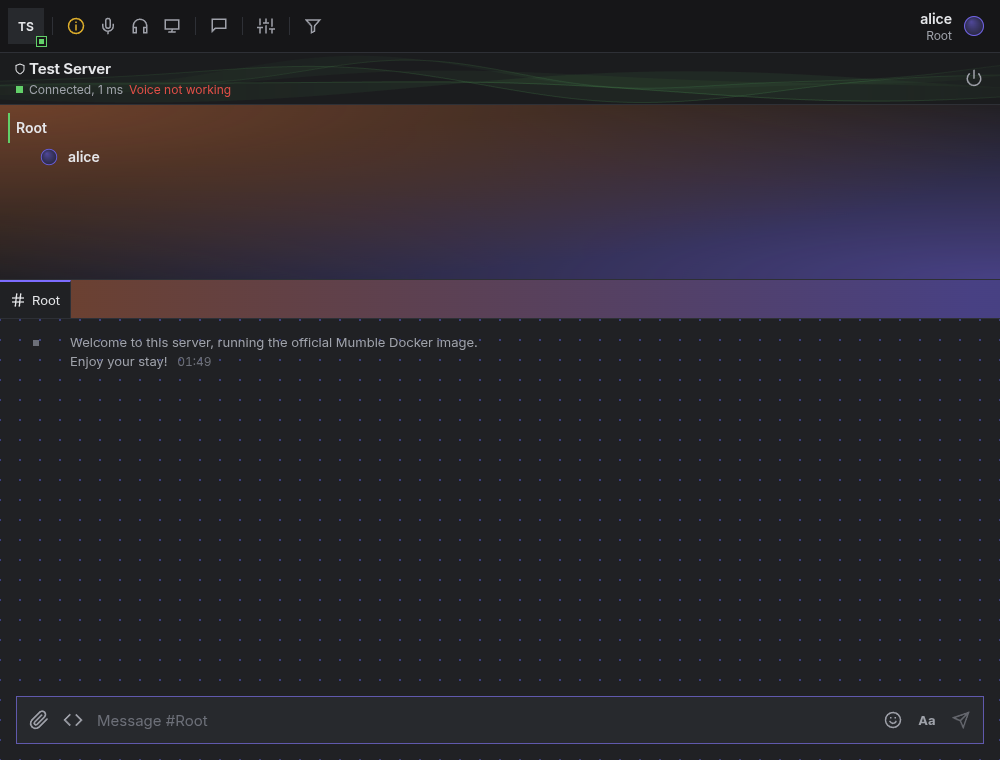 TS
alice
Root
Test Server
Connected, 1 ms Voice not working
Root
alice
# Root
Welcome to this server, running the official Mumble Docker image.
Enjoy your stay! 01:49
Message #Root
Aa